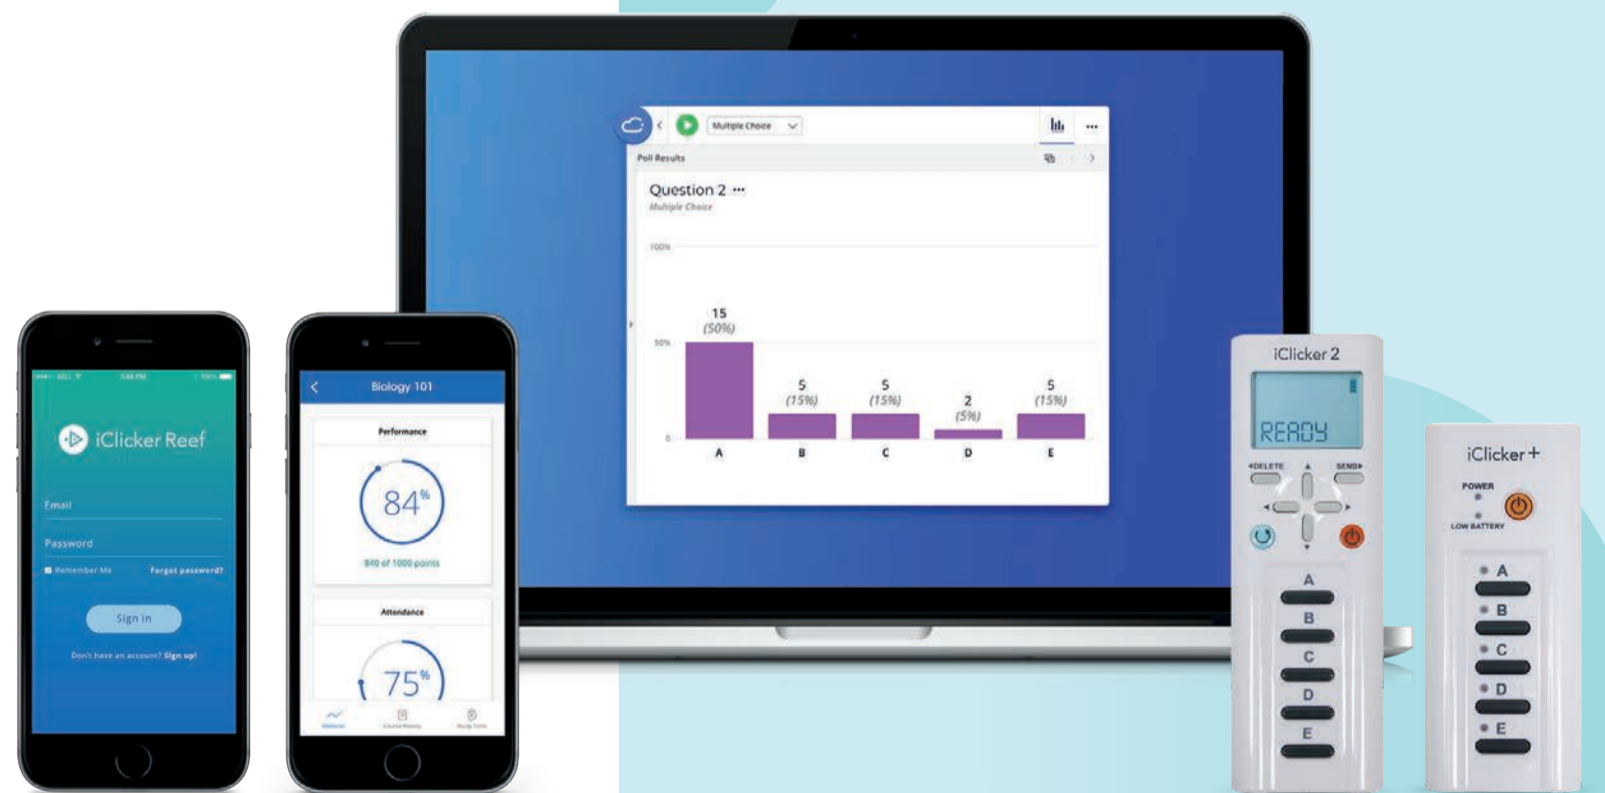 Multiple Choice
Poll Results
Question 2 •••
Multiple Choice
100%
50%
0
15
(50%)
5
(15%)
5
(15%)
2
(5%)
5
(15%)
A
B
C
D
E
iClicker Reef
Email
Password
Remember Me
Forgot password?
Sign in
Don't have an account? Sign up!
Biology 101
Performance
84%
840 of 1000 points
Attendance
75%
iClicker 2
READY
DELETE
SEND
A
B
C
D
E
iClicker+
POWER
LOW BATTERY
A
B
C
D
E